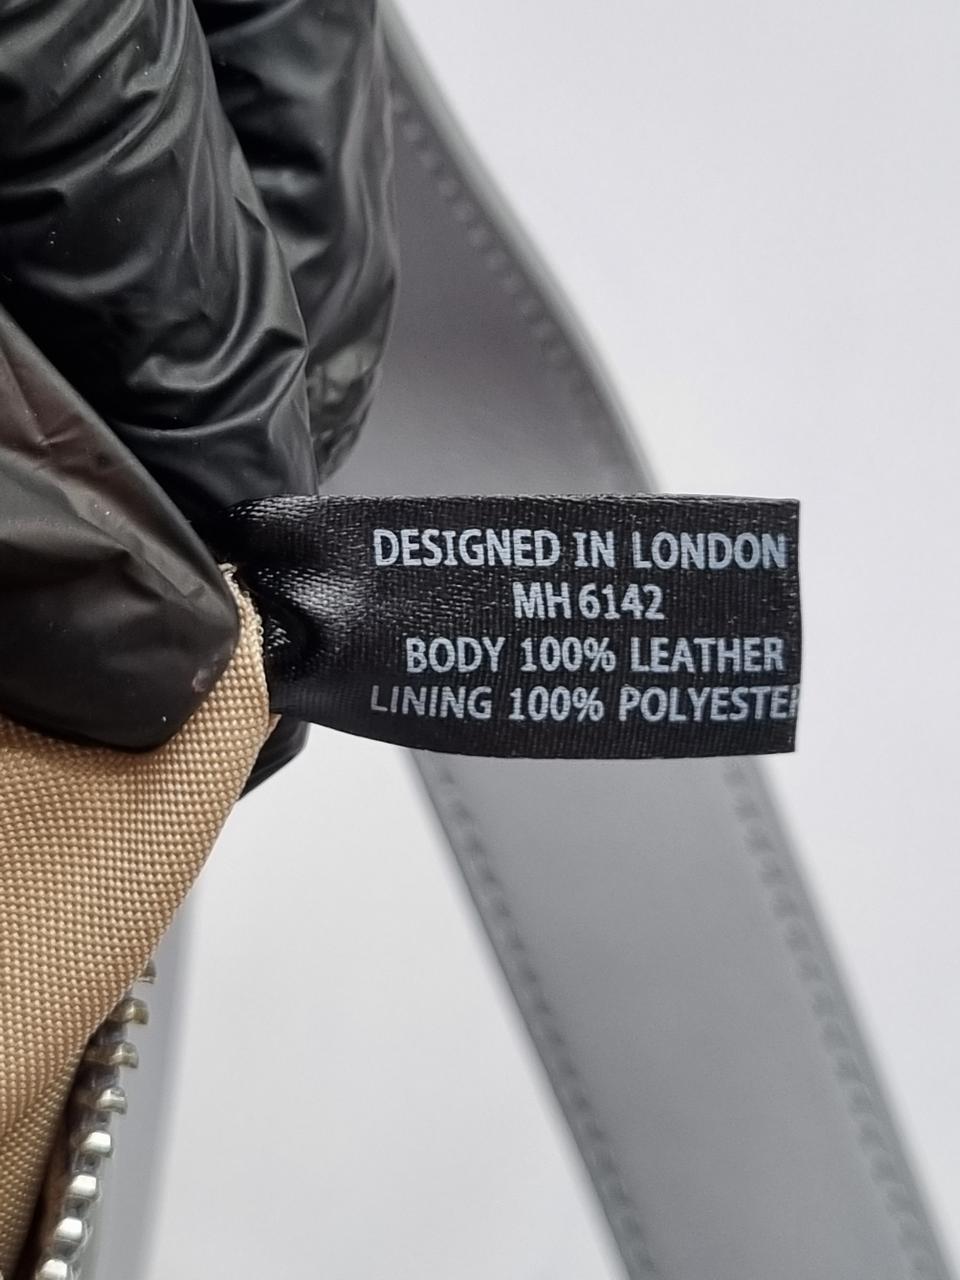 DESIGNED IN LONDON
MH 6142
BODY 100% LEATHER
LINING 100% POLYESTER